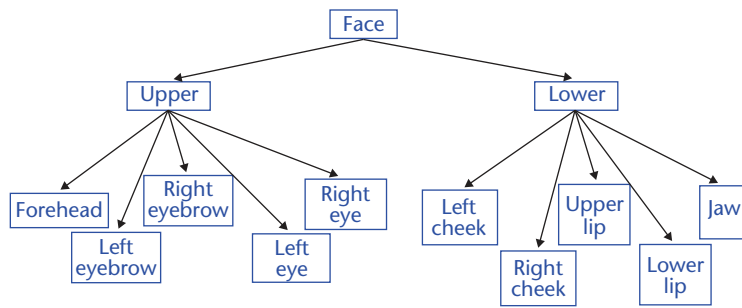 Face
Upper
Lower
Forehead
Left
eyebrow
Right
eyebrow
Left
eye
Right
eye
Left
cheek
Right
cheek
Upper
lip
Lower
lip
Jaw